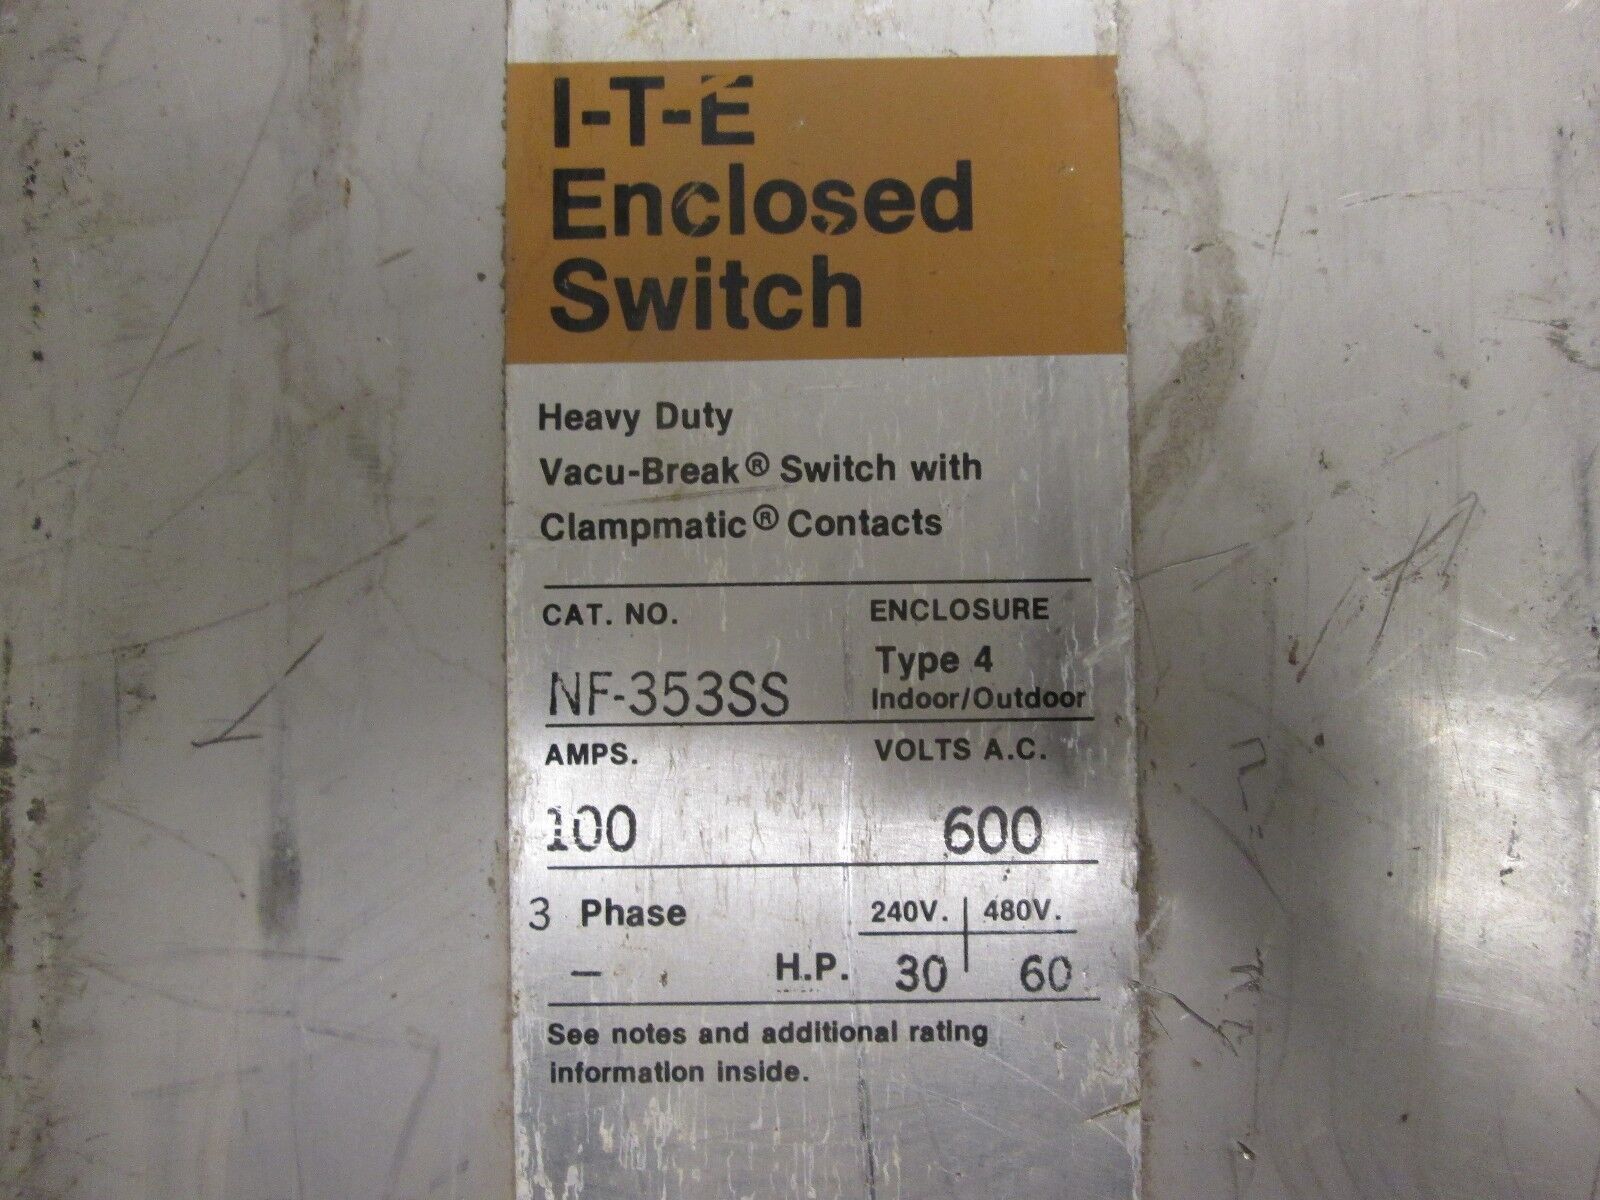 I-T-E
Enclosed
Switch
Heavy Duty
Vacu-Break® Switch with
Clampmatic® Contacts
CAT. NO. ENCLOSURE
NF-353SS Type 4
Indoor/Outdoor
AMPS. VOLTS A.C.
100 600
3 Phase 240V. 480V.
- H.P. 30 60
See notes and additional rating
information inside.